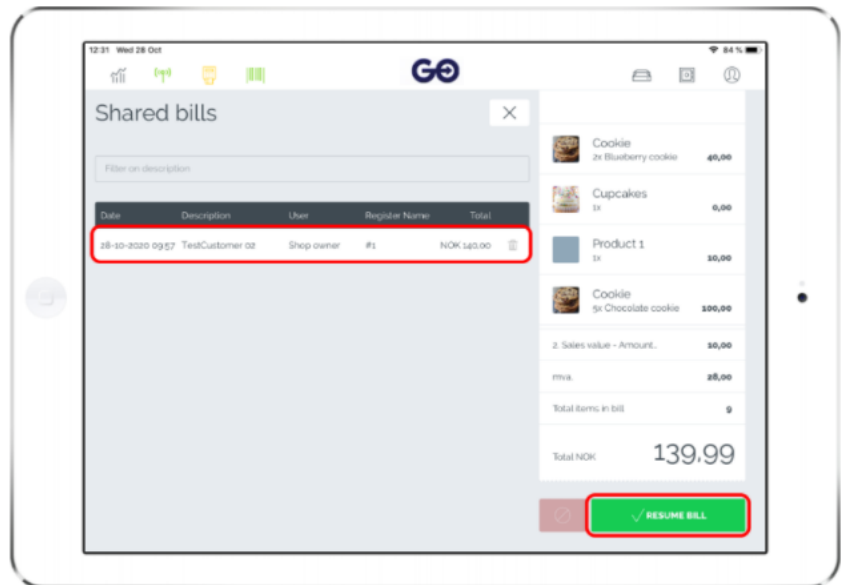 12:31 Wed 28 Oct
84 %
GO
Shared bills
Filter on description
Date Description User Register Name Total
28-10-2020 09:57 TestCustomer 02 Shop owner #1 NOK 140,00
Cookie
2x Blueberry cookie 40,00
Cupcakes
1x 0,00
Product 1
1x 10,00
Cookie
5x Chocolate cookie 100,00
2. Sales value - Amount.. 10,00
mva. 28,00
Total items in bill 9
Total NOK 139,99
RESUME BILL